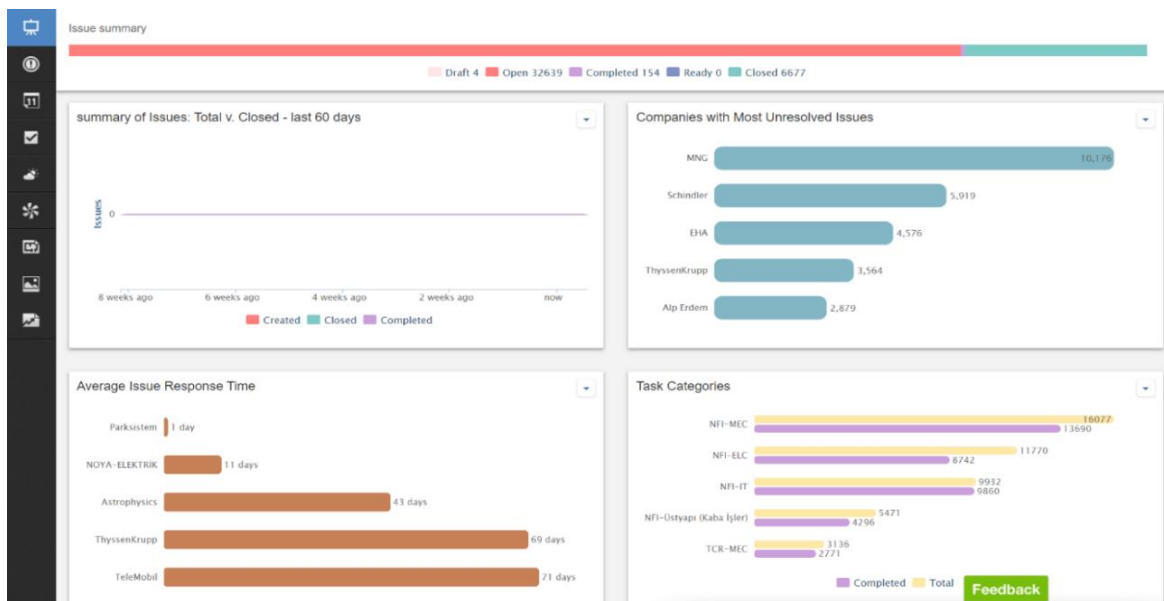 Issue summary
Draft 4 Open 32639 Completed 154 Ready 0 Closed 6677
11
summary of Issues: Total v. Closed - last 60 days
Issues
0
8 weeks ago 6 weeks ago 4 weeks ago 2 weeks ago now
Created Closed Completed
Companies with Most Unresolved Issues
MNG 10,176
Schindler 5,919
EHA 4,576
ThyssenKrupp 3,564
Alp Erdem 2,879
Average Issue Response Time
Parksistem 1 day
NOYA-ELEKTRİK 11 days
Astrophysics 43 days
ThyssenKrupp 69 days
TeleMobil 71 days
Task Categories
NFI-MEC 16077
13690
NFI-ELC 11770
8742
NFI-IT 9932
9860
NFI-Üstyapı (Kaba İşler) 5471
4296
TCR-MEC 3136
2771
Completed Total
Feedback